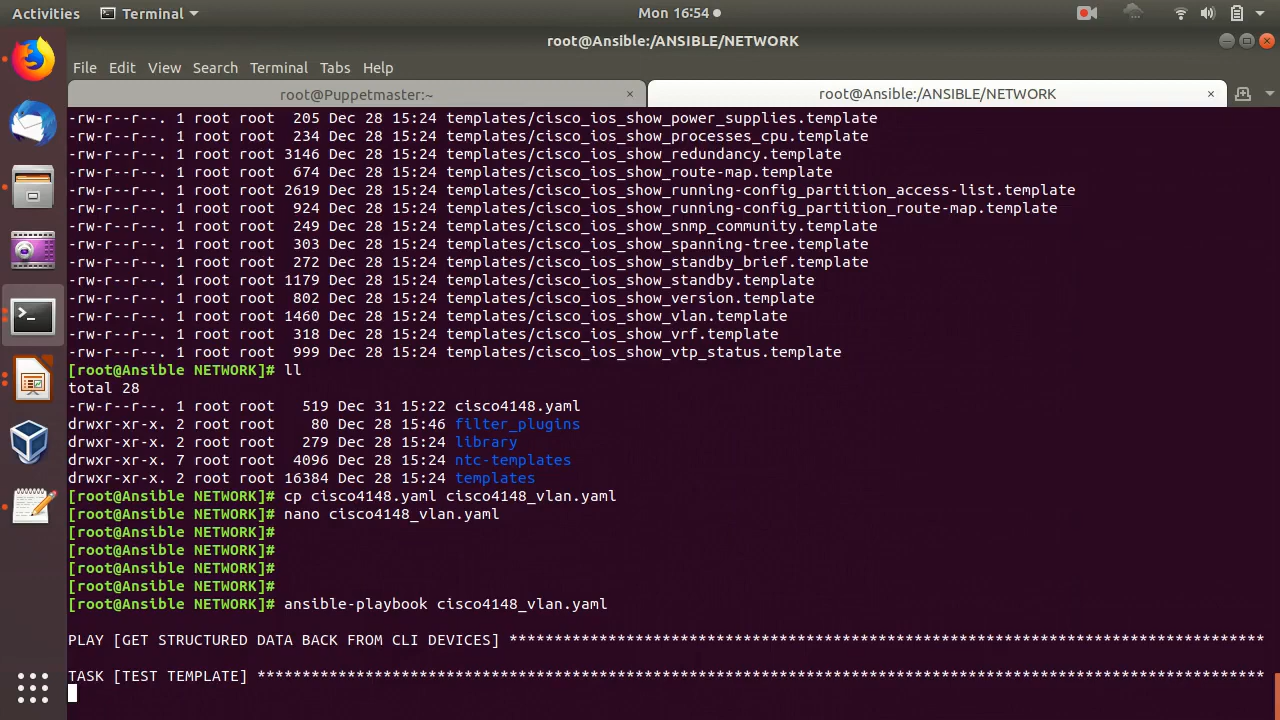 Activities Terminal Mon 16:54
root@Ansible:/ANSIBLE/NETWORK
File Edit View Search Terminal Tabs Help
root@Puppetmaster:~ × root@Ansible:/ANSIBLE/NETWORK ×
-rw-r--r--. 1 root root   205 Dec 28 15:24 templates/cisco_ios_show_power_supplies.template
-rw-r--r--. 1 root root   234 Dec 28 15:24 templates/cisco_ios_show_processes_cpu.template
-rw-r--r--. 1 root root  3146 Dec 28 15:24 templates/cisco_ios_show_redundancy.template
-rw-r--r--. 1 root root   674 Dec 28 15:24 templates/cisco_ios_show_route-map.template
-rw-r--r--. 1 root root  2619 Dec 28 15:24 templates/cisco_ios_show_running-config_partition_access-list.template
-rw-r--r--. 1 root root   924 Dec 28 15:24 templates/cisco_ios_show_running-config_partition_route-map.template
-rw-r--r--. 1 root root   249 Dec 28 15:24 templates/cisco_ios_show_snmp_community.template
-rw-r--r--. 1 root root   303 Dec 28 15:24 templates/cisco_ios_show_spanning-tree.template
-rw-r--r--. 1 root root   272 Dec 28 15:24 templates/cisco_ios_show_standby_brief.template
-rw-r--r--. 1 root root  1179 Dec 28 15:24 templates/cisco_ios_show_standby.template
-rw-r--r--. 1 root root   802 Dec 28 15:24 templates/cisco_ios_show_version.template
-rw-r--r--. 1 root root  1460 Dec 28 15:24 templates/cisco_ios_show_vlan.template
-rw-r--r--. 1 root root   318 Dec 28 15:24 templates/cisco_ios_show_vrf.template
-rw-r--r--. 1 root root   999 Dec 28 15:24 templates/cisco_ios_show_vtp_status.template
[root@Ansible NETWORK]# ll
total 28
-rw-r--r--. 1 root root   519 Dec 31 15:22 cisco4148.yaml
drwxr-xr-x. 2 root root    80 Dec 28 15:46 filter_plugins
drwxr-xr-x. 2 root root   279 Dec 28 15:24 library
drwxr-xr-x. 7 root root  4096 Dec 28 15:24 ntc-templates
drwxr-xr-x. 2 root root 16384 Dec 28 15:24 templates
[root@Ansible NETWORK]# cp cisco4148.yaml cisco4148_vlan.yaml
[root@Ansible NETWORK]# nano cisco4148_vlan.yaml
[root@Ansible NETWORK]#
[root@Ansible NETWORK]#
[root@Ansible NETWORK]#
[root@Ansible NETWORK]#
[root@Ansible NETWORK]# ansible-playbook cisco4148_vlan.yaml
PLAY [GET STRUCTURED DATA BACK FROM CLI DEVICES] ************************************************************************************
TASK [TEST TEMPLATE] ****************************************************************************************************************